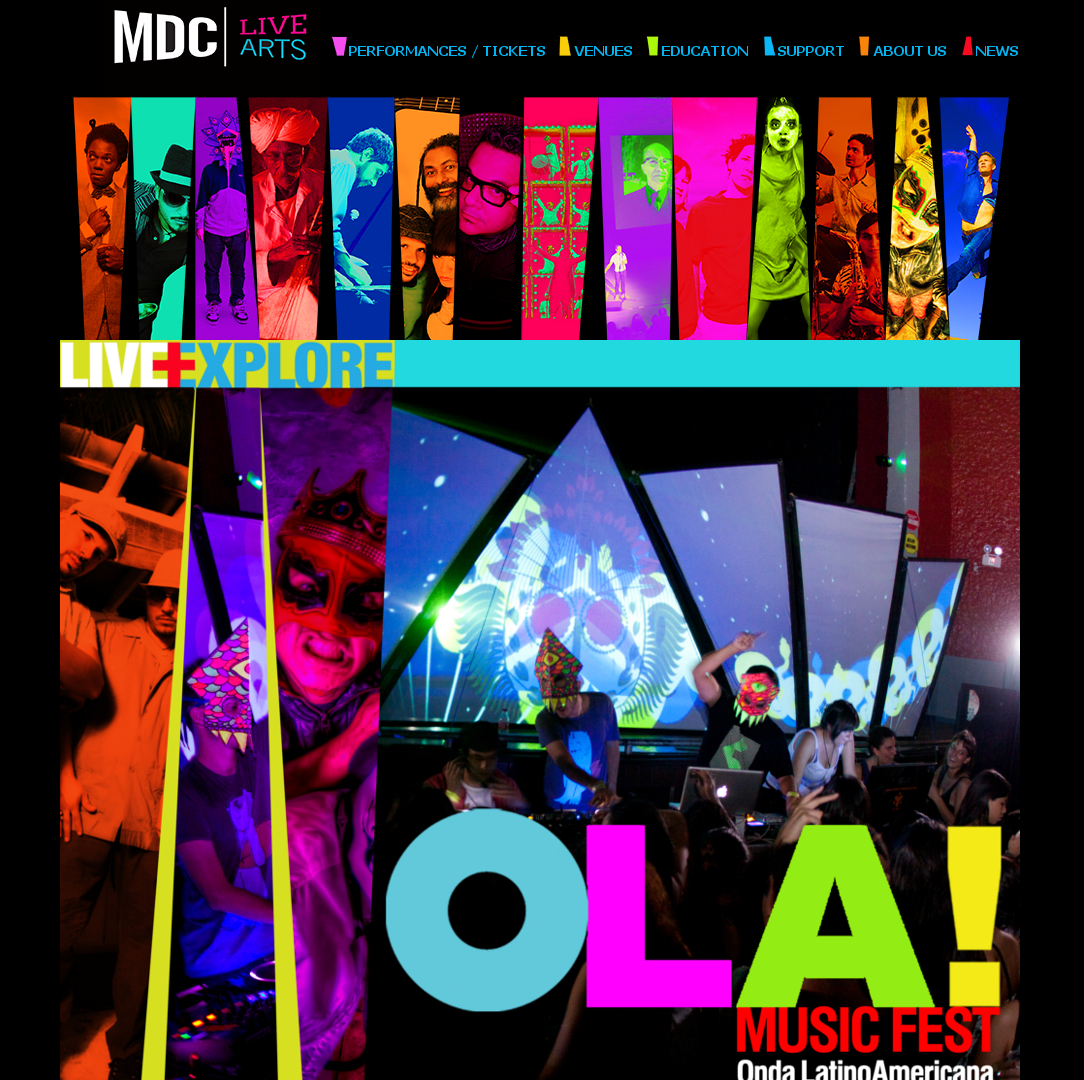 MDC LIVE ARTS
PERFORMANCES / TICKETS VENUES EDUCATION SUPPORT ABOUT US NEWS
LIVE+EXPLORE
OLA!
MUSIC FEST
Onda LatinoAmericana